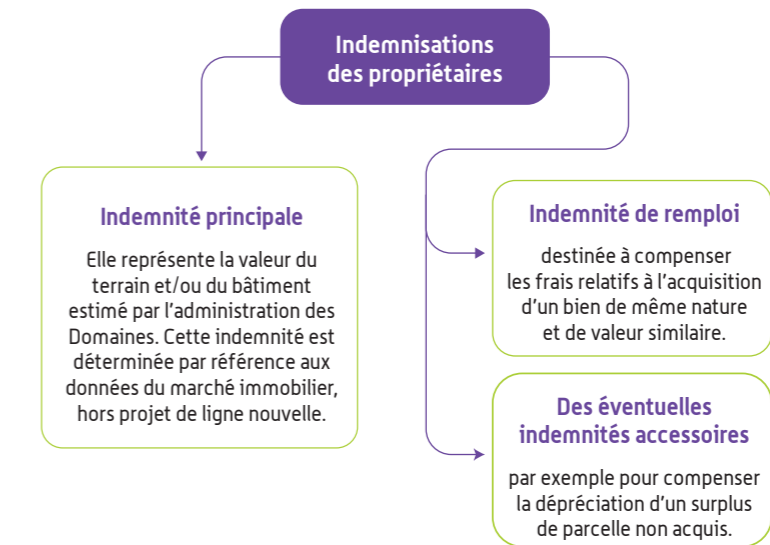 Indemnisations
des propriétaires
Indemnité principale
Elle représente la valeur du
terrain et/ou du bâtiment
estimé par l'administration des
Domaines. Cette indemnité est
déterminée par référence aux
données du marché immobilier,
hors projet de ligne nouvelle.
Indemnité de remploi
destinée à compenser
les frais relatifs à l'acquisition
d'un bien de même nature
et de valeur similaire.
Des éventuelles
indemnités accessoires
par exemple pour compenser
la dépréciation d'un surplus
de parcelle non acquis.